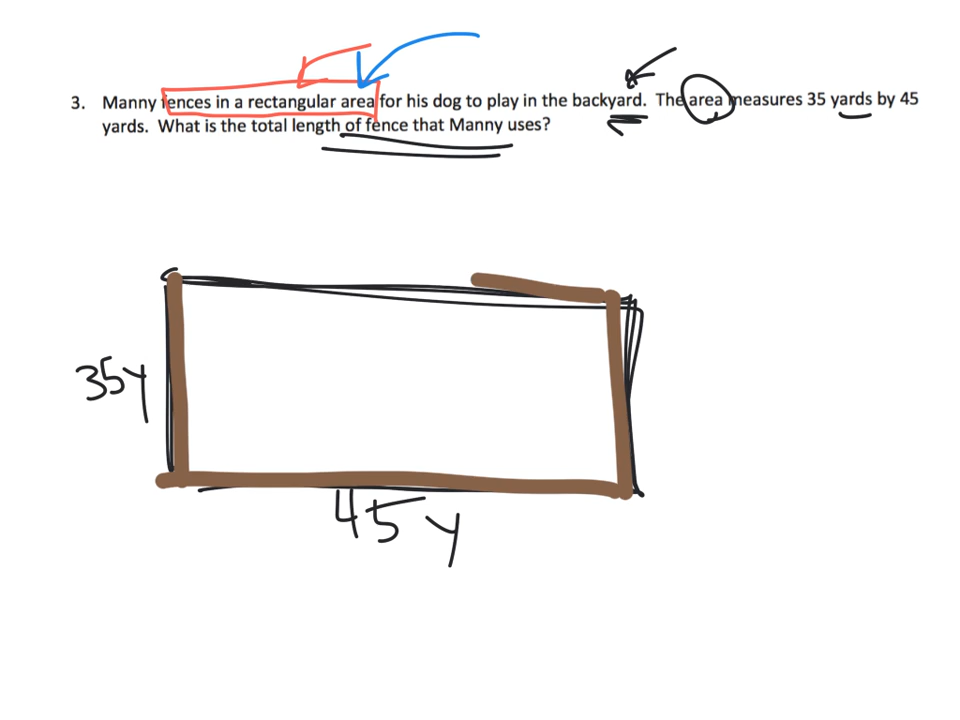 3. Manny fences in a rectangular area for his dog to play in the backyard. The area measures 35 yards by 45
yards. What is the total length of fence that Manny uses?
35y
45 y